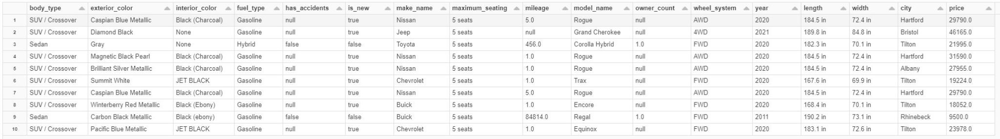 body_type exterior_color interior_color fuel_type has_accidents is_new make_name maximum_seating mileage model_name owner_count wheel_system year length width city price
1 SUV / Crossover Caspian Blue Metallic Black (Charcoal) Gasoline null true Nissan 5 seats 5.0 Rogue null AWD 2020 184.5 in 72.4 in Hartford 29790.0
2 SUV / Crossover Diamond Black None Gasoline null true Jeep 5 seats null Grand Cherokee null 4WD 2021 189.8 in 84.8 in Bristol 46165.0
3 Sedan Gray None Hybrid false false Toyota 5 seats 456.0 Corolla Hybrid 1.0 FWD 2020 182.3 in 70.1 in Tilton 21995.0
4 SUV / Crossover Magnetic Black Pearl Black (Charcoal) Gasoline null true Nissan 5 seats 1.0 Rogue null AWD 2020 184.5 in 72.4 in Hartford 31590.0
5 SUV / Crossover Brilliant Silver Metallic Black (Charcoal) Gasoline null true Nissan 5 seats 1.0 Rogue null AWD 2020 184.5 in 72.4 in Albany 27955.0
6 SUV / Crossover Summit White JET BLACK Gasoline null true Chevrolet 5 seats 1.0 Trax null FWD 2020 167.6 in 69.9 in Tilton 19224.0
7 SUV / Crossover Caspian Blue Metallic Black (Charcoal) Gasoline null true Nissan 5 seats 5.0 Rogue null AWD 2020 184.5 in 72.4 in Hartford 29790.0
8 SUV / Crossover Winterberry Red Metallic Black (Ebony) Gasoline null true Buick 5 seats 1.0 Encore null FWD 2020 168.4 in 70.1 in Tilton 18052.0
9 Sedan Carbon Black Metallic Black (ebony) Gasoline false false Buick 5 seats 84814.0 Regal 1.0 FWD 2011 190.2 in 73.1 in Rhinebeck 9500.0
10 SUV / Crossover Pacific Blue Metallic JET BLACK Gasoline null true Chevrolet 5 seats 1.0 Equinox null FWD 2020 183.1 in 72.6 in Tilton 23978.0